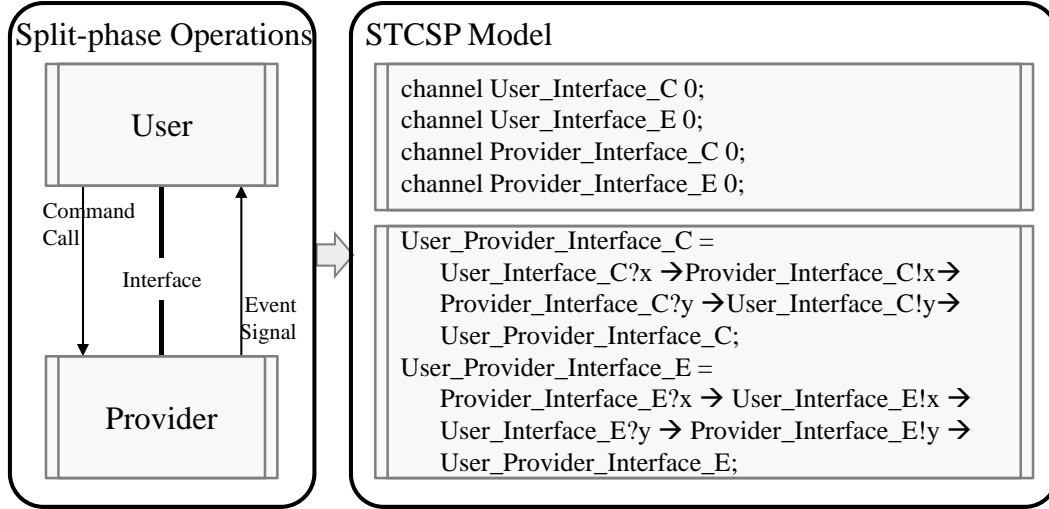 Split-phase Operations
User
Command
Call
Interface
Event
Signal
Provider
STCSP Model
channel User_Interface_C 0;
channel User_Interface_E 0;
channel Provider_Interface_C 0;
channel Provider_Interface_E 0;
User_Provider_Interface_C =
User_Interface_C?x →Provider_Interface_C!x→
Provider_Interface_C?y →User_Interface_C!y→
User_Provider_Interface_C;
User_Provider_Interface_E =
Provider_Interface_E?x → User_Interface_E!x →
User_Interface_E?y → Provider_Interface_E!y →
User_Provider_Interface_E;